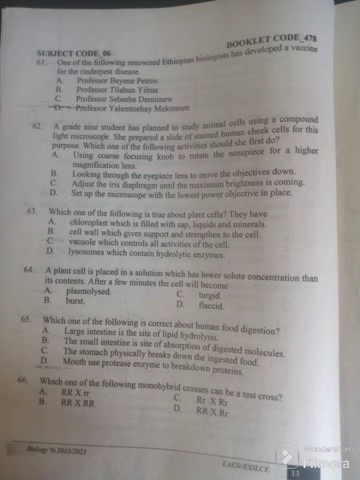 BOOKLET CODE_478
SUBJECT CODE_06
61. One of the following renowned Ethiopian biologists has developed a vaccine
for the rinderpest disease.
A. Professor Beyene Petros
B. Professor Tilahun Yilma
C. Professor Sebsebe Demissew
D. Professor Yalemtsehay Mekonnen
62. A grade nine student has planned to study animal cells using a compound
light microscope. She prepared a slide of stained human cheek cells for this
purpose. Which one of the following activities should she first do?
A. Using coarse focusing knob to rotate the nosepiece for a higher
magnification lens.
B. Looking through the eyepiece lens to move the objectives down.
C. Adjust the iris diaphragm until the maximum brightness is coming.
D. Set up the microscope with the lowest power objective in place.
63. Which one of the following is true about plant cells? They have
A. chloroplast which is filled with sap, liquids and minerals.
B. cell wall which gives support and strengthen to the cell.
C. vacuole which controls all activities of the cell.
D. lysosomes which contain hydrolytic enzymes.
64. A plant cell is placed in a solution which has lower solute concentration than
its contents. After a few minutes the cell will become
A. plasmolysed. C. turgid.
B. burst. D. flaccid.
65. Which one of the following is correct about human food digestion?
A. Large intestine is the site of lipid hydrolysis.
B. The small intestine is site of absorption of digested molecules.
C. The stomach physically breaks down the ingested food.
D. Mouth use protease enzyme to breakdown proteins.
66. Which one of the following monohybrid crosses can be a test cross?
A. RR X rr C. Rr X Rr
B. RR X RR D. RR X Rr
Biology % 2013/2021
EAES/ESSLCE
13
Wondershare
Filmora